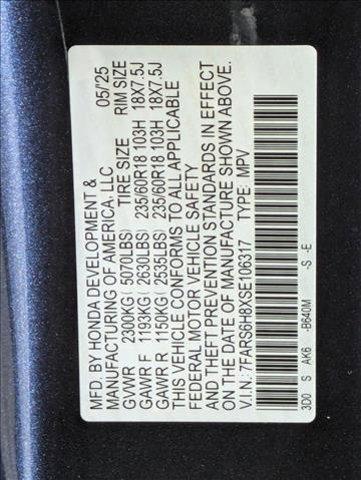 MFD. BY HONDA DEVELOPMENT & 05/'25
MANUFACTURING OF AMERICA, LLC
TIRE SIZE RIM SIZE
GVWR 2300KG( 5070LBS)
GAWR F 1193KG( 2630LBS) 235/60R18 103H 18X7.5J
GAWR R 1150KG( 2535LBS) 235/60R18 103H 18X7.5J
THIS VEHICLE CONFORMS TO ALL APPLICABLE
FEDERAL MOTOR VEHICLE SAFETY
AND THEFT PREVENTION STANDARDS IN EFFECT
ON THE DATE OF MANUFACTURE SHOWN ABOVE.
V.I.N.: 7FARS6H8XSE106317 TYPE: MPV
3D0 S AK6 -B640M -S -E